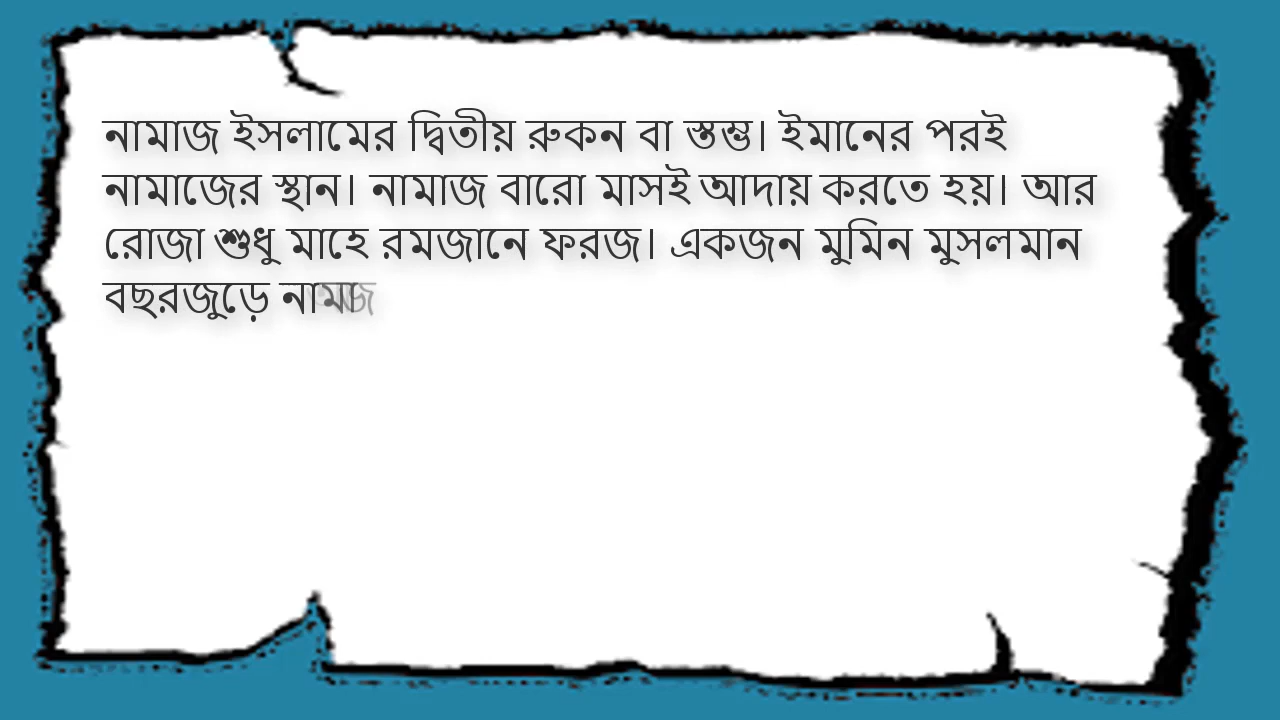 নামাজ ইসলামের দ্বিতীয় রুকন বা স্তম্ভ। ইমানের পরই
নামাজের স্থান। নামাজ বারো মাসই আদায় করতে হয়। আর
রোজা শুধু মাহে রমজানে ফরজ। একজন মুমিন মুসলমান
বছরজুড়ে নামাজ